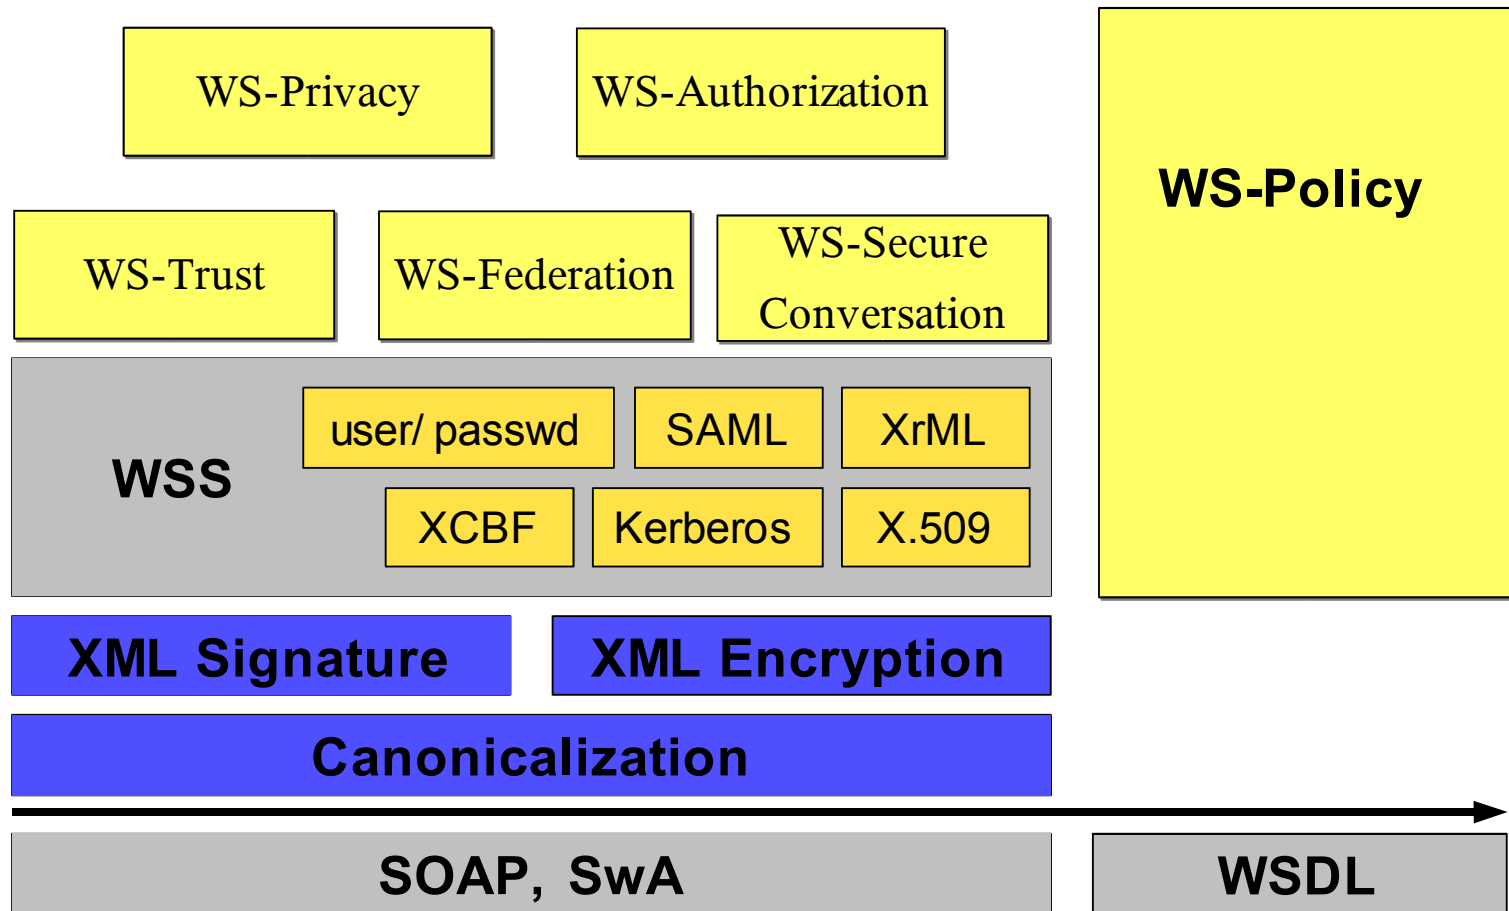 WS-Privacy
WS-Authorization
WS-Policy
WS-Trust
WS-Federation
WS-Secure
Conversation
WSS
user/ passwd
SAML
XrML
XCBF
Kerberos
X.509
XML Signature
XML Encryption
Canonicalization
SOAP, SwA
WSDL